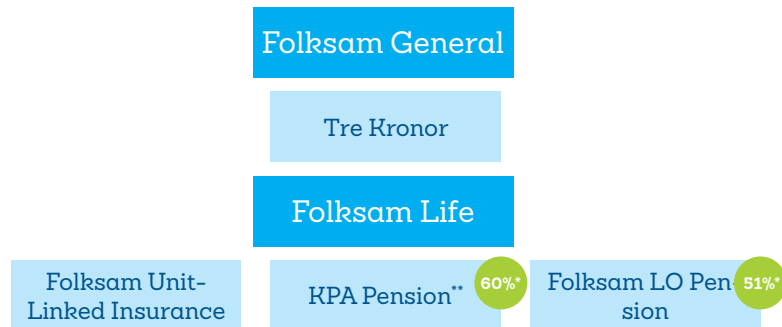 Folksam General
Tre Kronor
Folksam Life
Folksam Unit-
Linked Insurance
KPA Pension**
60%*
Folksam LO Pen-
sion
51%*